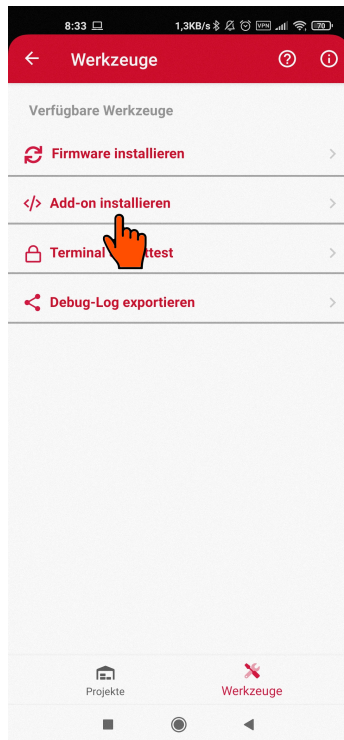 8:33
1,3KB/s
VPN
70
Werkzeuge
Verfügbare Werkzeuge
Firmware installieren
</> Add-on installieren
Terminal ttest
Debug-Log exportieren
Projekte
Werkzeuge